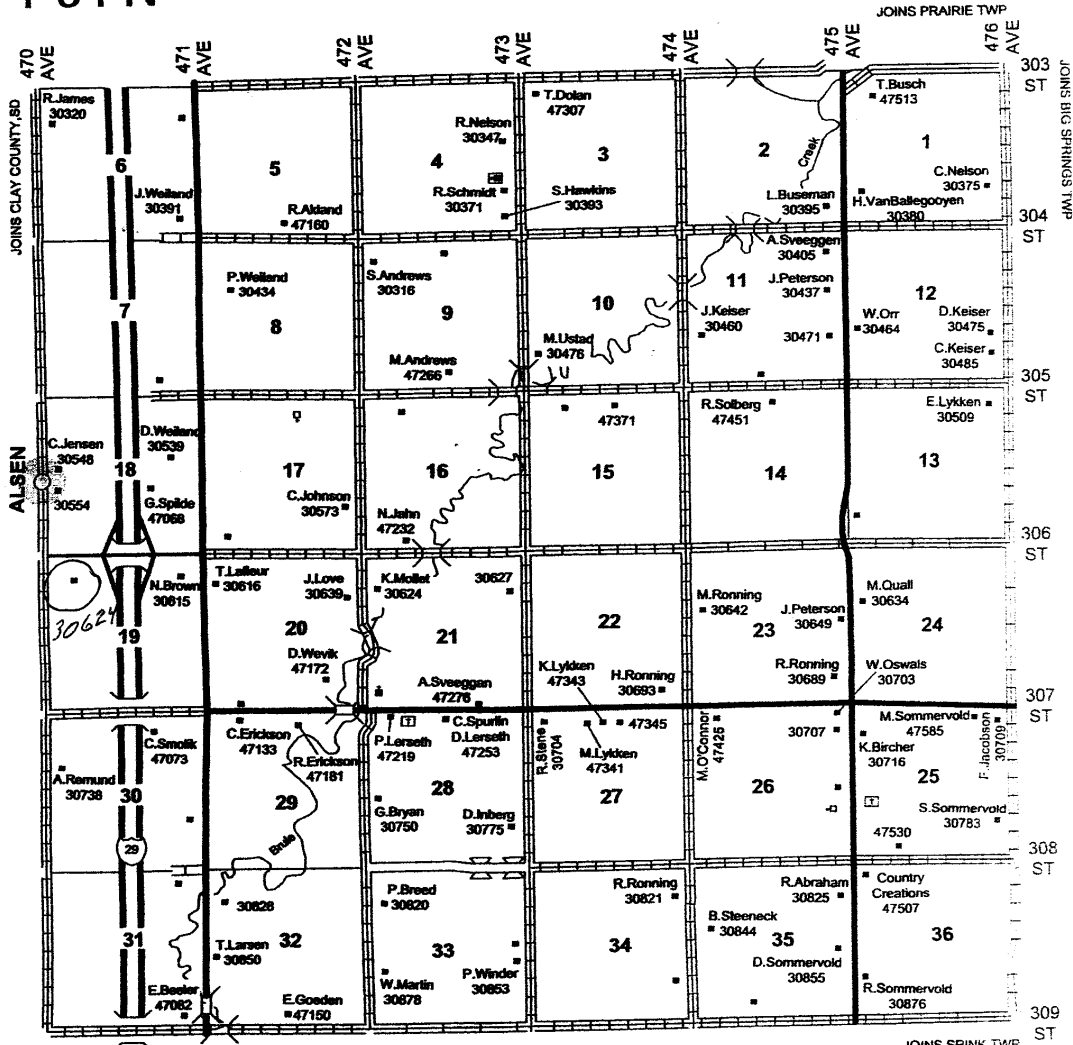 JOINS PRAIRIE TWP
470 AVE
471 AVE
472 AVE
473 AVE
474 AVE
475 AVE
476 AVE
303 ST
JOINS CLAY COUNTY,SD
JOINS BIG SPRINGS TWP
R.James
30320
6
J.Weiland
30391
5
R.Akland
47160
R.Nelson
30347
4
R.Schmidt
30371
T.Dolan
47307
3
S.Hawkins
30393
2
Creek
L.Buseman
30395
T.Busch
47513
1
C.Nelson
30375
H.VanBallegooyen
30380
304 ST
7
P.Weiland
30434
8
S.Andrews
30316
9
M.Andrews
47266
10
M.Ustad
30476
A.Sveeggen
30405
11
J.Peterson
30437
J.Keiser
30460
30471
12
W.Orr
30464
D.Keiser
30475
C.Keiser
30485
305 ST
ALSEN
C.Jensen
30548
30554
D.Weiland
30539
18
G.Spilde
47068
17
C.Johnson
30573
16
N.Jahn
47232
47371
15
R.Solberg
47451
14
E.Lykken
30509
13
306 ST
30624
19
N.Brown
30615
T.Lafleur
30616
J.Love
30639
20
D.Wevik
47172
K.Mollet
30624
30627
21
A.Sveeggan
47276
22
K.Lykken
47343
H.Ronning
30693
M.Ronning
30642
23
J.Peterson
30649
R.Ronning
30689
M.Quall
30634
24
W.Oswals
30703
307 ST
C.Smolik
47073
A.Remund
30738
30
29
C.Erickson
47133
R.Erickson
47181
29
Brule
P.Lerseth
47219
C.Spurlin
D.Lerseth
47253
28
G.Bryan
30750
D.Inberg
30775
R.Stene
30704
47345
M.Lykken
47341
27
M.O'Connor
47425
26
30707
M.Sommervold
47585
K.Bircher
30716
25
F.Jacobson
30709
S.Sommervold
30783
47530
308 ST
31
E.Beeler
47082
30828
T.Larsen
30850
32
E.Goeden
47150
P.Breed
30820
33
W.Martin
30878
P.Winder
30853
R.Ronning
30821
34
R.Abraham
30825
B.Steeneck
30844
35
D.Sommervold
30855
Country
Creations
47507
36
R.Sommervold
30876
309 ST
JOINS SPINK TWP